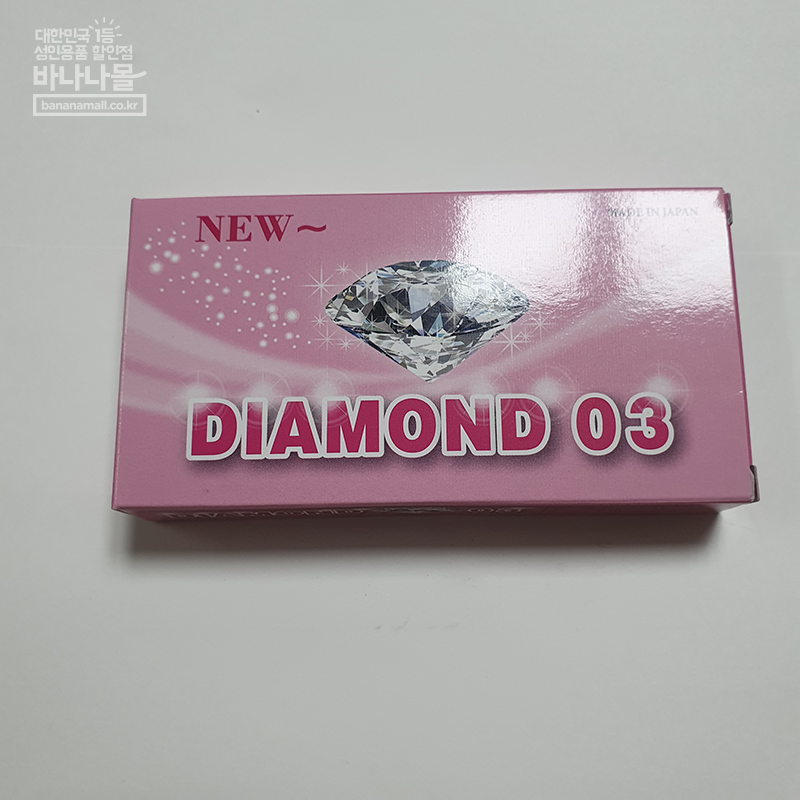 대한민국 1등
성인용품 할인점
바나나몰
bananamall.co.kr
NEW~
MADE IN JAPAN
DIAMOND 03